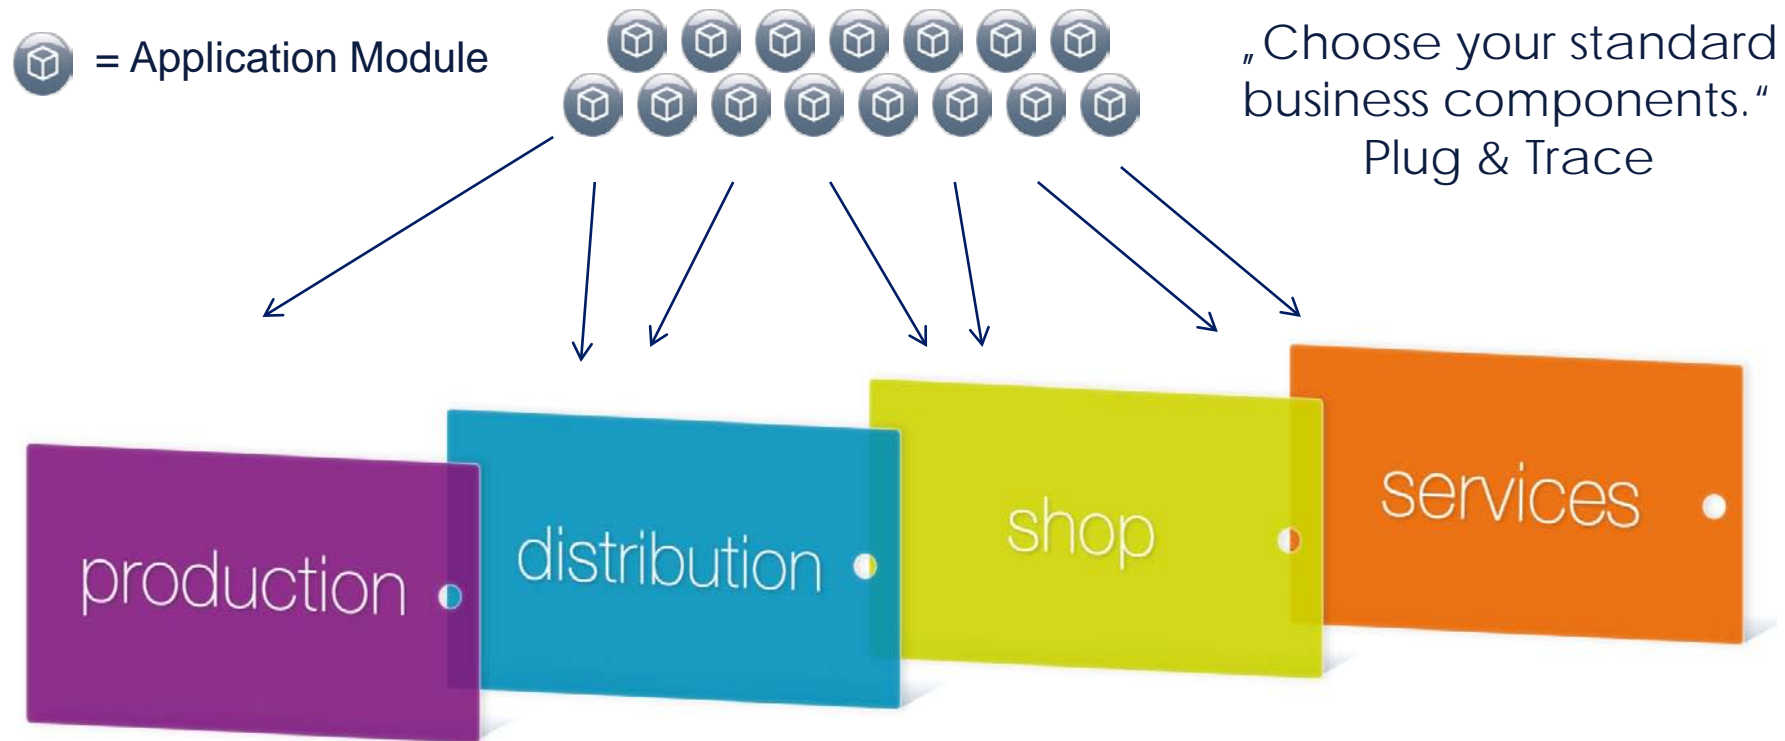 = Application Module
„Choose your standard
business components.“
Plug & Trace
production
distribution
shop
services